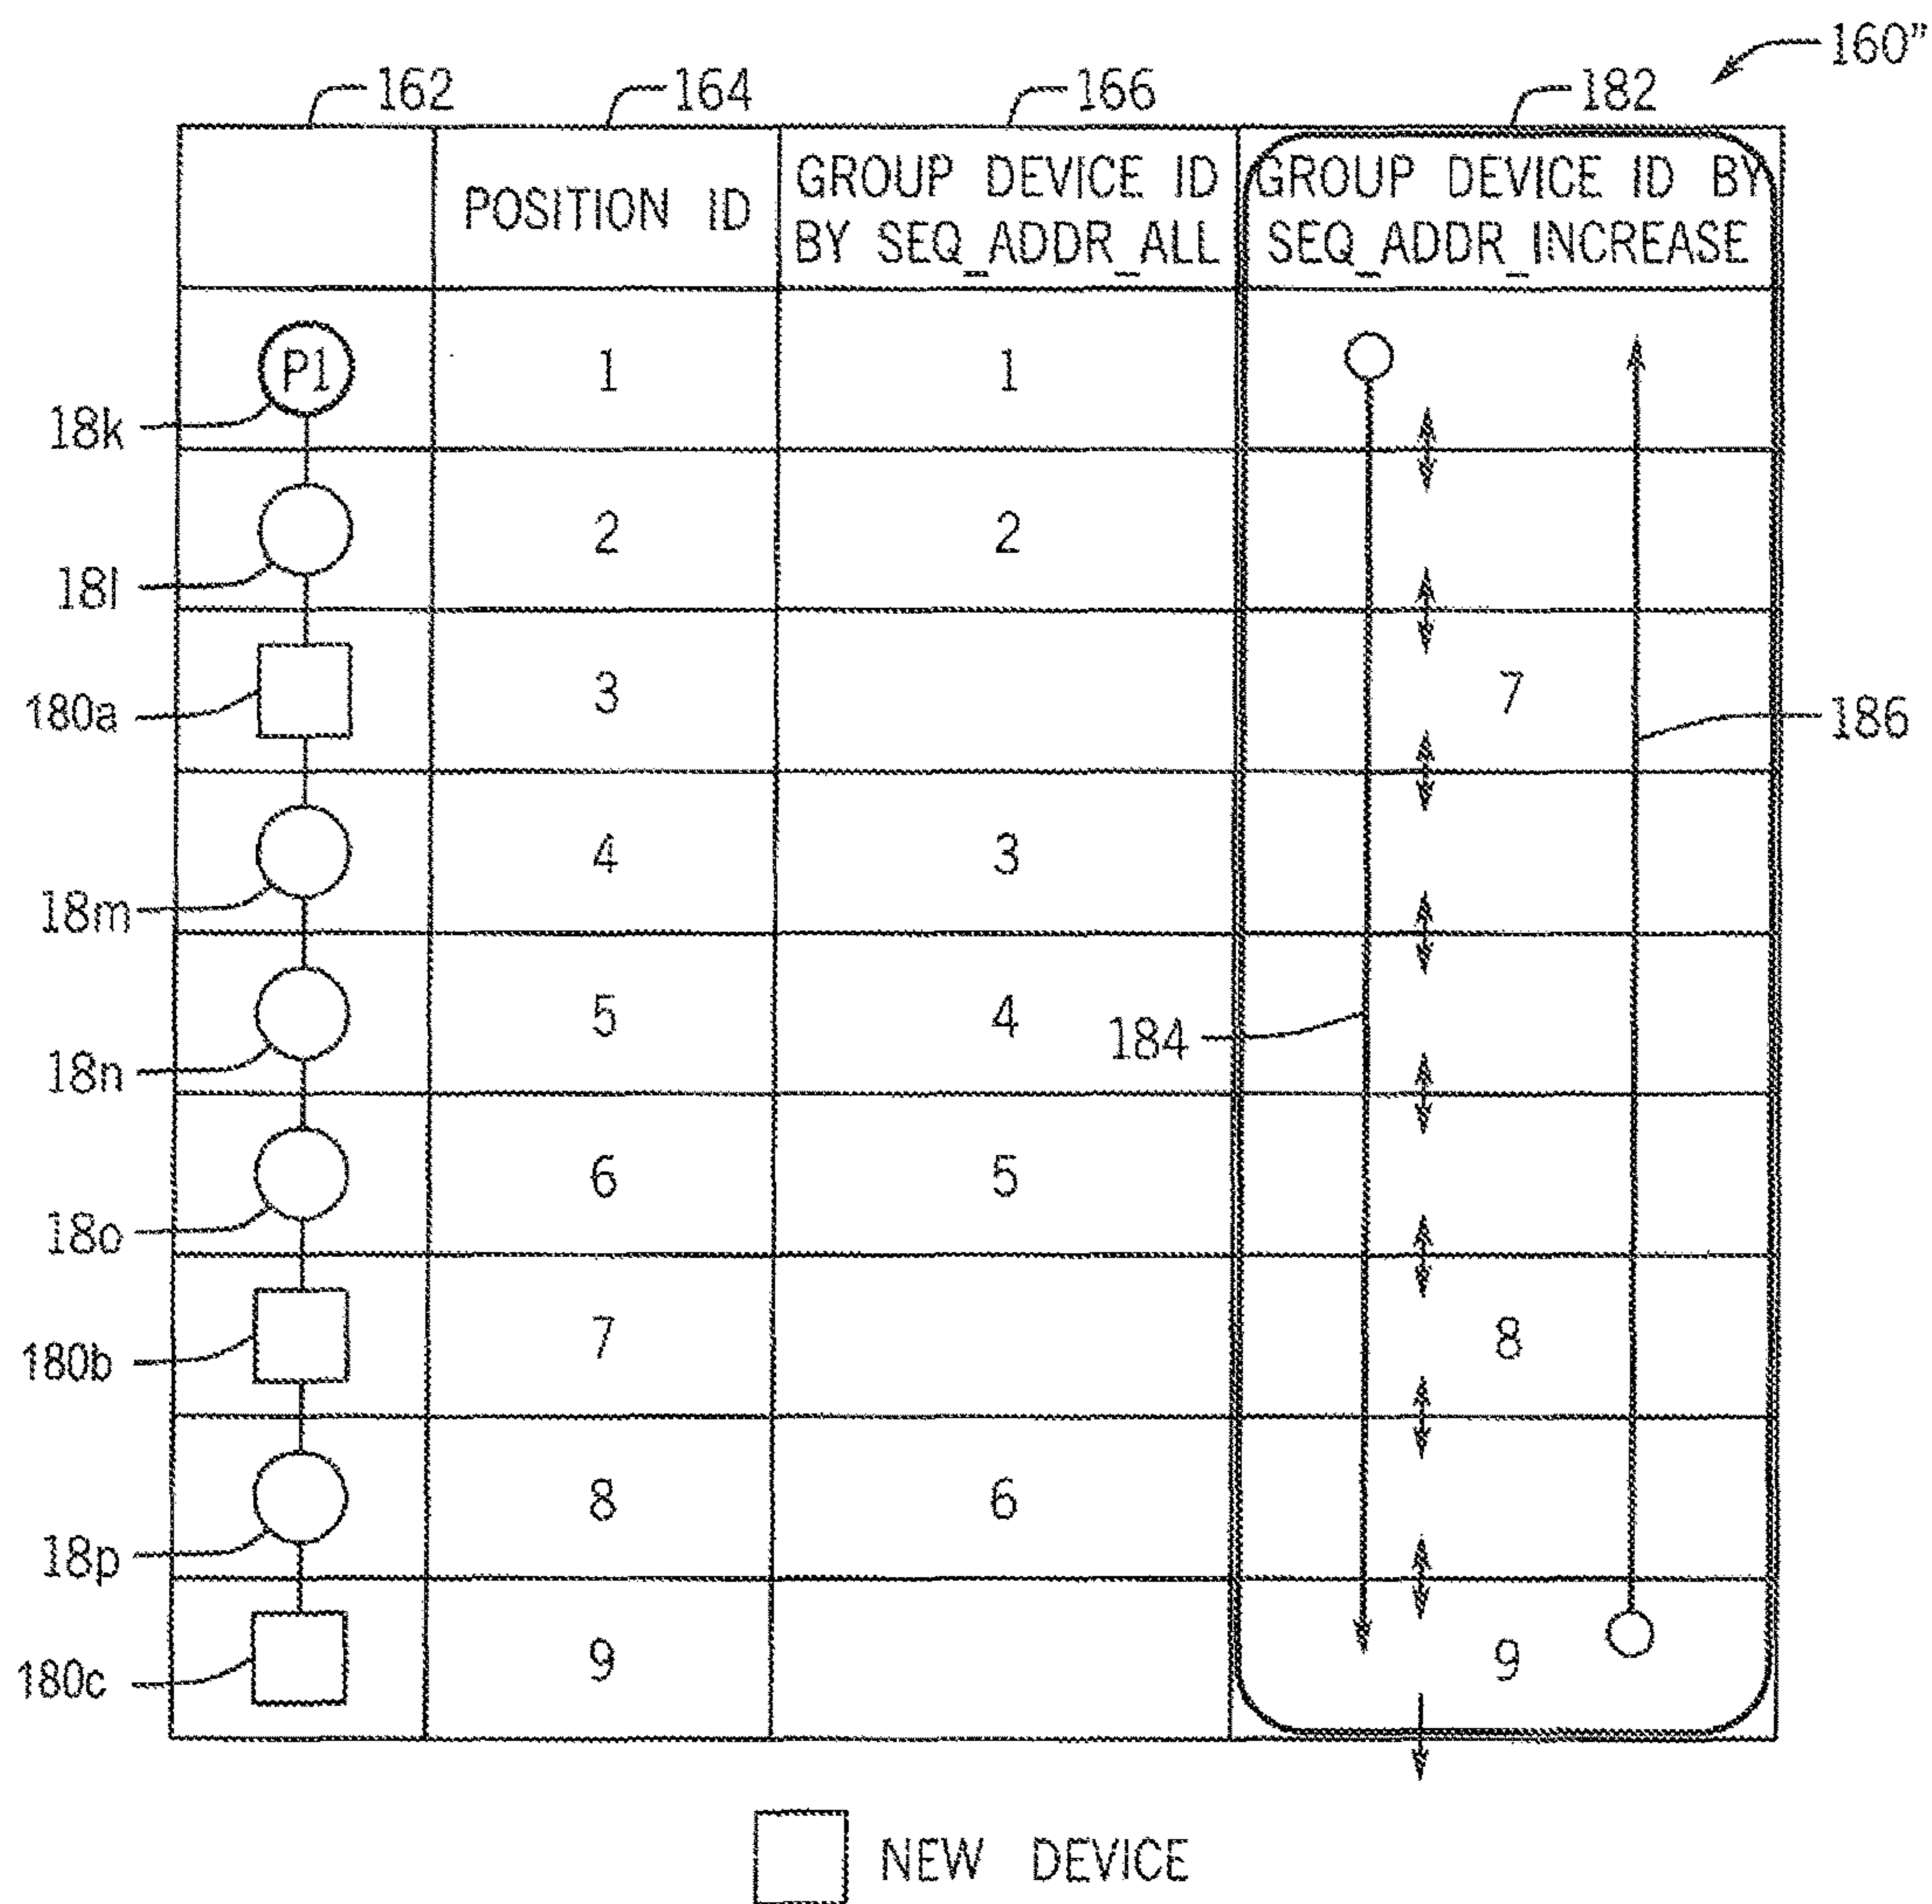 160”
162 164 166 182
POSITION ID
GROUP DEVICE ID
BY SEQ_ADDR_ALL
GROUP DEVICE ID BY
SEQ_ADDR_INCREASE
P1 1 1
18k
2 2
18l
3 7
180a
186
4 3
18m
5 4
184
18n
6 5
18o
7 8
180b
8 6
18p
9 9
180c
NEW DEVICE